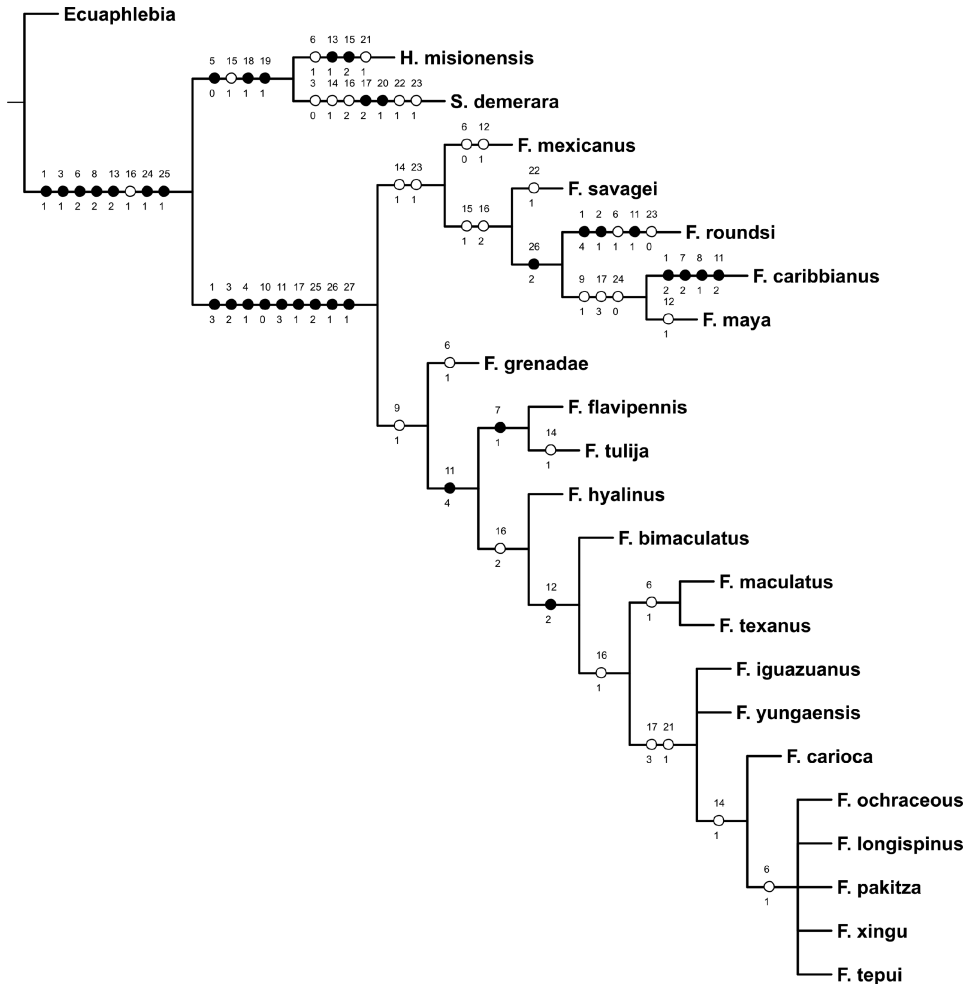 Ecuaphlebia
6 13 15 21
H. misionensis
1 1 2 1
5 15 18 19
0 1 1 1
3 14 16 17 20 22 23
S. demerara
0 1 2 2 1 1 1
6 12
F. mexicanus
0 1
1 3 6 8 13 16 24 25
1 1 2 2 2 1 1 1
14 23
1 1
22
F. savagei
1
15 16
1 2
1 2 6 11 23
F. roundsi
4 1 1 1 0
26
2
1 7 8 11
F. caribbianus
2 2 1 2
9 17 24
1 3 0
1 3 4 10 11 17 25 26 27
3 2 1 0 3 1 2 1 1
12
F. maya
1
6
F. grenadae
1
9
1
7
F. flavipennis
1
14
F. tulija
1
11
4
F. hyalinus
16
2
F. bimaculatus
12
2
6
F. maculatus
1
F. texanus
16
1
F. iguazuanus
F. yungaensis
17 21
3 1
F. carioca
14
1
F. ochraceous
F. longispinus
6
F. pakitza
1
F. xingu
F. tepui